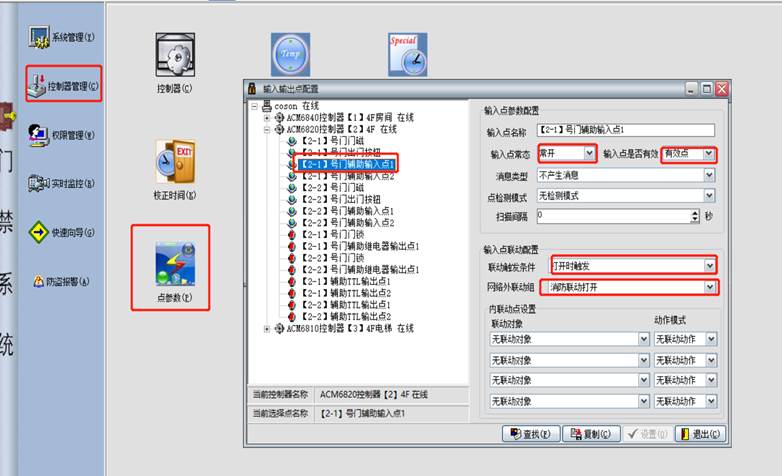 系统管理(I)
控制器管理(C)
权限管理(W)
实时监控(R)
快速向导(G)
防盗报警(A)
门
禁
系
统
控制器(C)
Temp
Special
EXIT
校正时间(K)
点参数(P)
输入输出点配置
coson 在线
ACM6840控制器【1】4F房间 在线
ACM6820控制器【2】4F 在线
【2-1】号门门磁
【2-1】号门出门按钮
【2-1】号门辅助输入点1
【2-1】号门辅助输入点2
【2-2】号门门磁
【2-2】号门出门按钮
【2-2】号门辅助输入点1
【2-2】号门辅助输入点2
【2-1】号门门锁
【2-1】号门辅助继电器输出点1
【2-2】号门门锁
【2-2】号门辅助继电器输出点1
【2-1】辅助TTL输出点1
【2-1】辅助TTL输出点2
【2-2】辅助TTL输出点1
【2-2】辅助TTL输出点2
ACM6810控制器【3】4F电梯 在线
当前控制器名称 ACM6820控制器【2】4F 在线
当前选择点名称 【2-1】号门辅助输入点1
输入点参数配置
输入点名称 【2-1】号门辅助输入点1
输入点常态 常开 输入点是否有效 有效点
消息类型 不产生消息
点检测模式 无检测模式
扫描间隔 0 秒
输入点联动配置
联动触发条件 打开时触发
网络外联动组 消防联动打开
内联动点设置
联动对象 动作模式
无联动对象 无联动动作
无联动对象 无联动动作
无联动对象 无联动动作
无联动对象 无联动动作
查找(F) 复制(C) 设置(O) 退出(C)